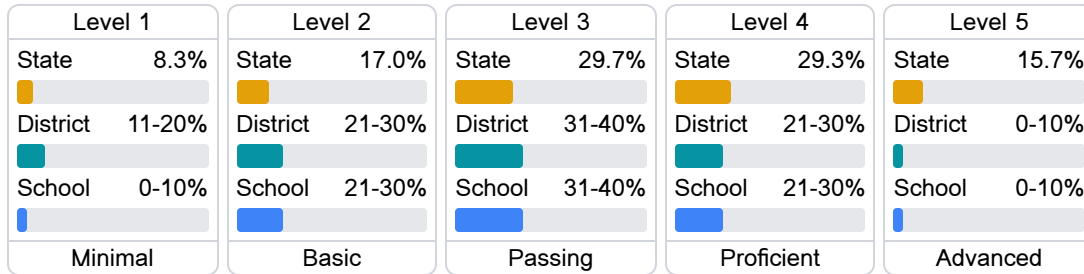 Level 1
State 8.3%
District 11-20%
School 0-10%
Minimal
Level 2
State 17.0%
District 21-30%
School 21-30%
Basic
Level 3
State 29.7%
District 31-40%
School 31-40%
Passing
Level 4
State 29.3%
District 21-30%
School 21-30%
Proficient
Level 5
State 15.7%
District 0-10%
School 0-10%
Advanced